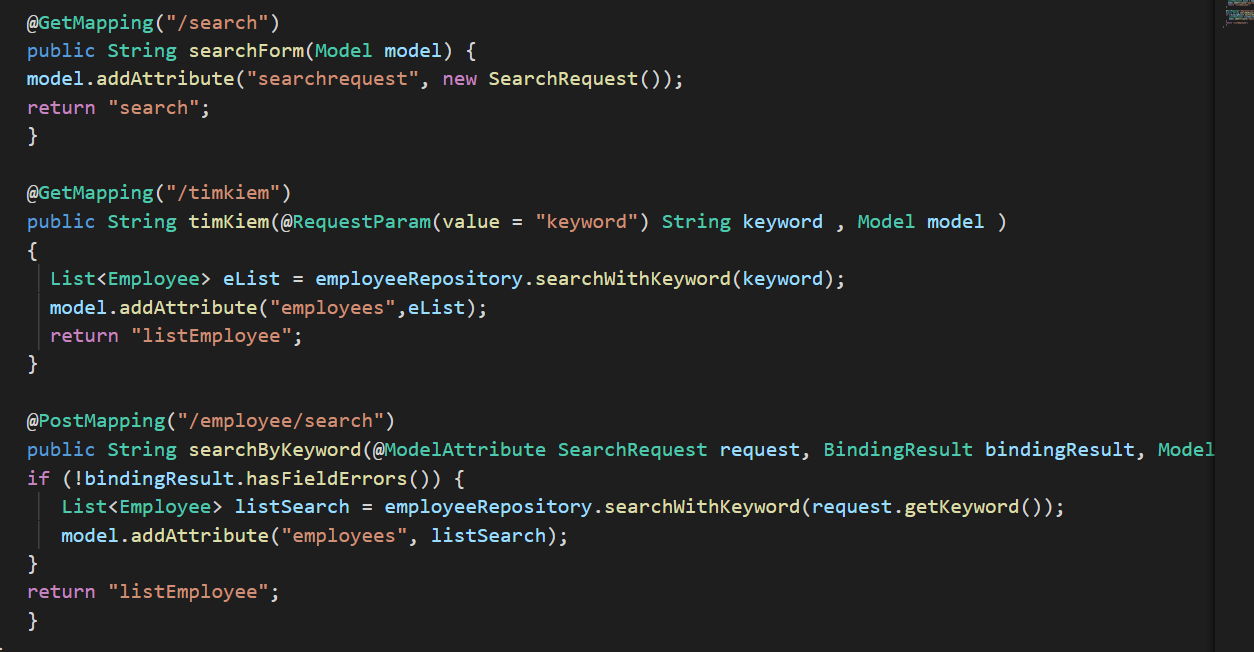 @GetMapping("/search")
public String searchForm(Model model) {
model.addAttribute("searchrequest", new SearchRequest());
return "search";
}
@GetMapping("/timkiem")
public String timKiem(@RequestParam(value = "keyword") String keyword , Model model )
{
List<Employee> eList = employeeRepository.searchWithKeyword(keyword);
model.addAttribute("employees",eList);
return "listEmployee";
}
@PostMapping("/employee/search")
public String searchByKeyword(@ModelAttribute SearchRequest request, BindingResult bindingResult, Model
if (!bindingResult.hasFieldErrors()) {
List<Employee> listSearch = employeeRepository.searchWithKeyword(request.getKeyword());
model.addAttribute("employees", listSearch);
}
return "listEmployee";
}